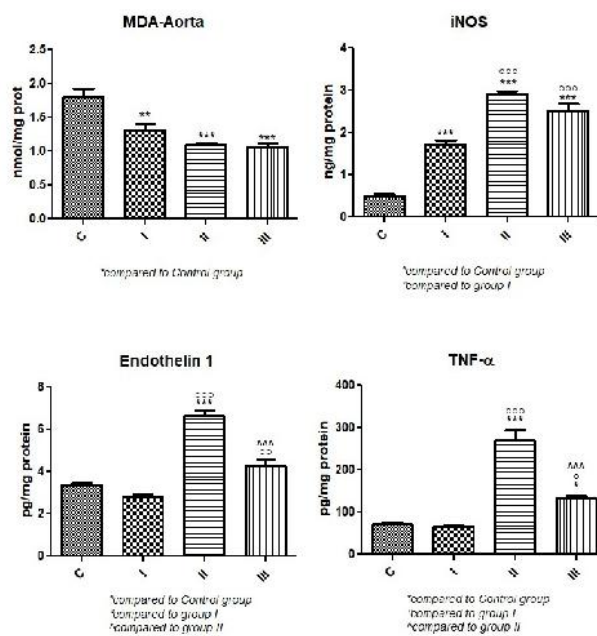 MDA-Aorta
nmol/mg prot
2.5
2.0
1.5
1.0
0.5
0.0
**
***
***
C
I
II
III
*compared to Control group
iNOS
ng/mg protein
4
3
2
1
0
***
°°°
***
°°°
***
C
I
II
III
*compared to Control group
°compared to group I
Endothelin 1
pg/mg protein
8
6
4
2
0
°°°
***
^^^
°°
C
I
II
III
*compared to Control group
°compared to group I
^compared to group II
TNF-α
pg/mg protein
400
300
200
100
0
°°°
***
^^^
°
*
C
I
II
III
*compared to Control group
°compared to group I
^compared to group II